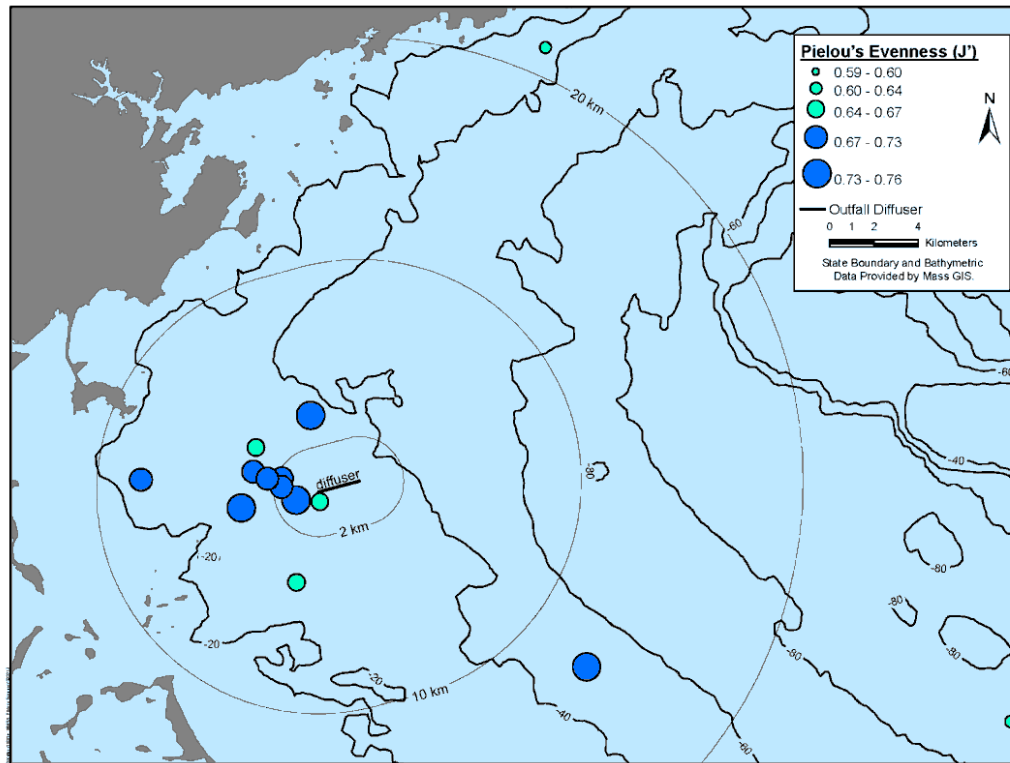 Pielou's Evenness (J')
0.59 - 0.60
0.60 - 0.64
0.64 - 0.67
0.67 - 0.73
0.73 - 0.76
Outfall Diffuser
0 1 2 4
Kilometers
State Boundary and Bathymetric
Data Provided by Mass GIS.
N
20 km
-60
-60
-40
diffuser
-80
2 km
-20
-80
-80
-20
-20
-80
10 km
-40
-60